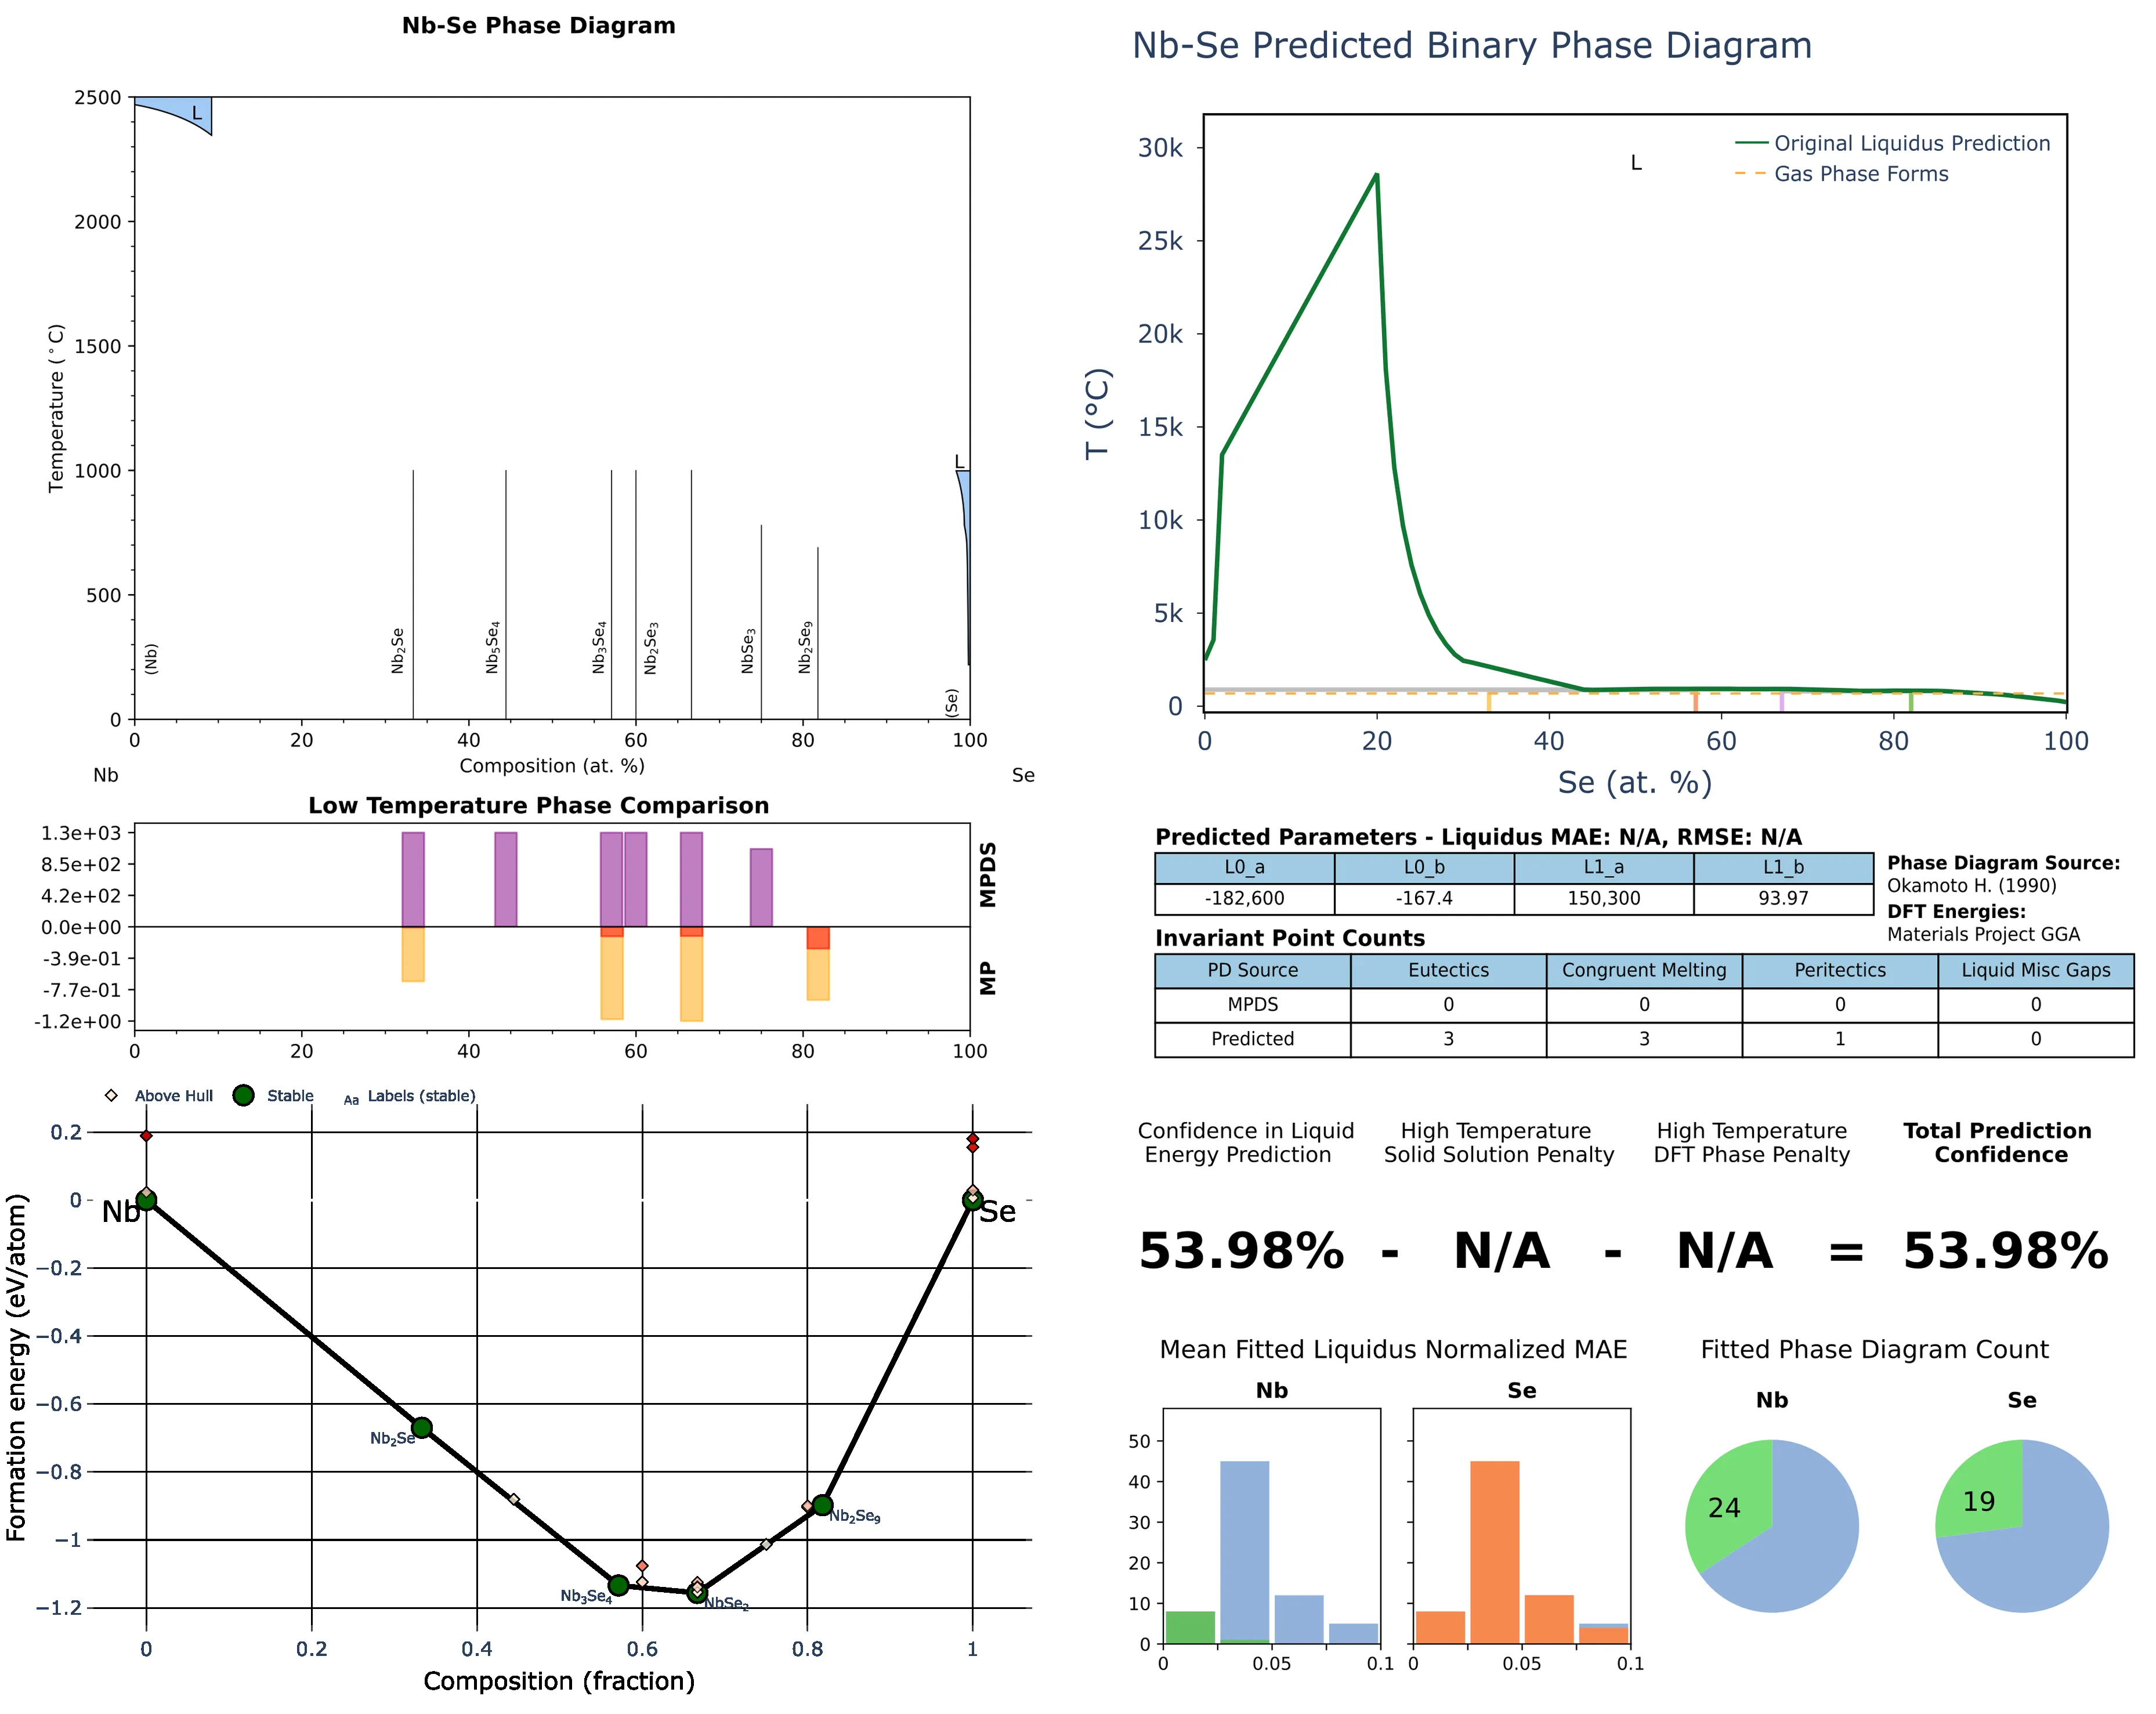 Nb-Se Phase Diagram
2500
2000
1500
1000
500
0
Temperature (°C)
L
L
(Nb)
Nb₂Se
Nb₅Se₄
Nb₃Se₄
Nb₂Se₃
NbSe₃
Nb₂Se₉
(Se)
0 20 40 60 80 100
Nb Composition (at. %) Se
Low Temperature Phase Comparison
1.3e+03
8.5e+02
4.2e+02
0.0e+00
-3.9e-01
-7.7e-01
-1.2e+00
MPDS
MP
0 20 40 60 80 100
Above Hull Stable Aa Labels (stable)
0.2
0
−0.2
−0.4
−0.6
−0.8
−1
−1.2
Formation energy (eV/atom)
Nb
Se
Nb₂Se
Nb₃Se₄
NbSe₂
Nb₂Se₉
0 0.2 0.4 0.6 0.8 1
Composition (fraction)
Nb-Se Predicted Binary Phase Diagram
30k
25k
20k
15k
10k
5k
0
T (°C)
L
Original Liquidus Prediction
Gas Phase Forms
0 20 40 60 80 100
Se (at. %)
Predicted Parameters - Liquidus MAE: N/A, RMSE: N/A
L0_a L0_b L1_a L1_b
-182,600 -167.4 150,300 93.97
Phase Diagram Source:
Okamoto H. (1990)
DFT Energies:
Materials Project GGA
Invariant Point Counts
PD Source Eutectics Congruent Melting Peritectics Liquid Misc Gaps
MPDS 0 0 0 0
Predicted 3 3 1 0
Confidence in Liquid Energy Prediction
High Temperature Solid Solution Penalty
High Temperature DFT Phase Penalty
Total Prediction Confidence
53.98% - N/A - N/A = 53.98%
Mean Fitted Liquidus Normalized MAE
Nb
Se
50
40
30
20
10
0
0 0.05 0.1
0 0.05 0.1
Fitted Phase Diagram Count
Nb
Se
24
19